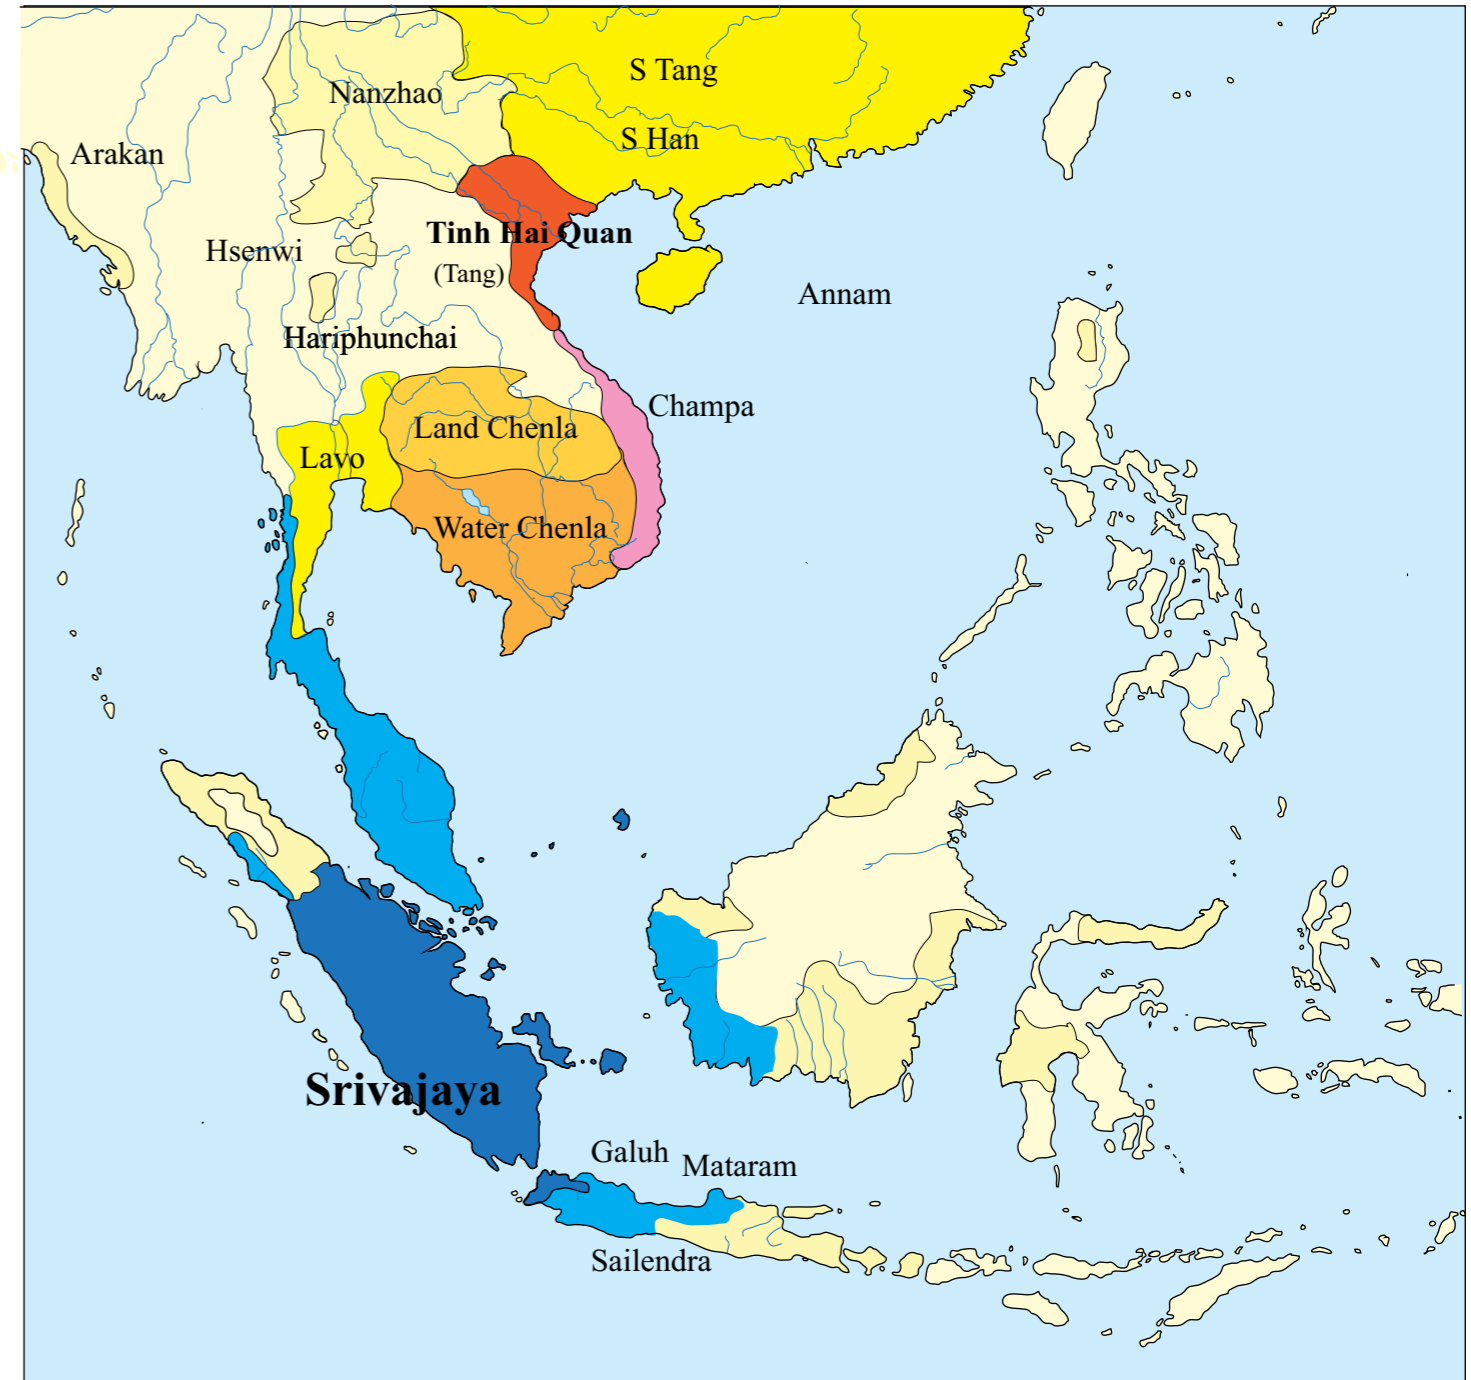 S Tang
Nanzhao
S Han
Arakan
Tinh Hai Quan
(Tang)
Hsenwi
Annam
Hariphunchai
Champa
Land Chenla
Lavo
Water Chenla
Srivajaya
Galuh
Mataram
Sailendra